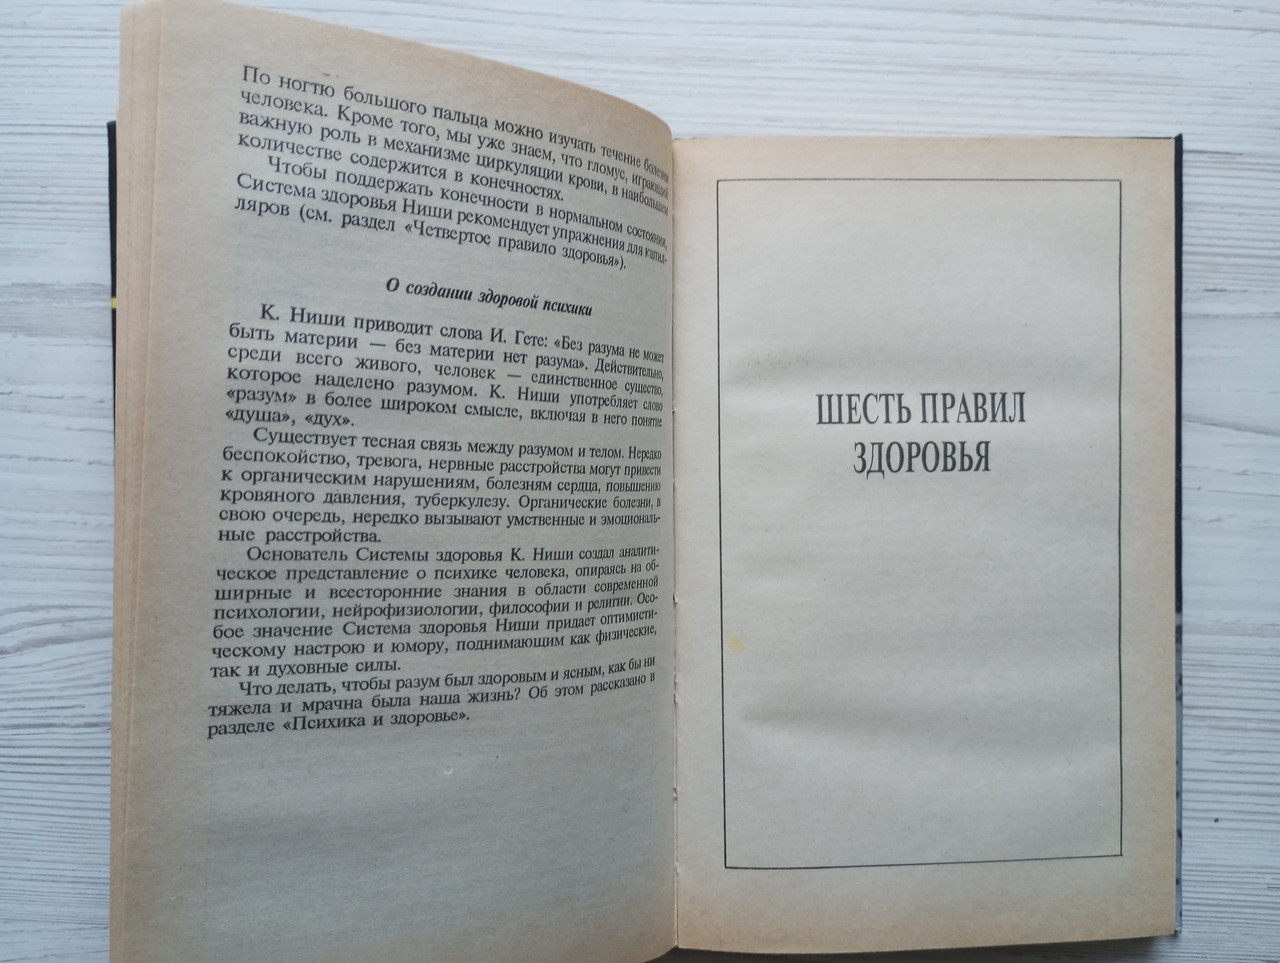 По ногтю большого пальца можно изучать течение болезни
человека. Кроме того, мы уже знаем, что гломус, играющий
важную роль в механизме циркуляции крови, в наибольшем
количестве содержится в конечностях.
Чтобы поддержать конечности в нормальном состоянии,
Система здоровья Ниши рекомендует упражнения для капил-
ляров (см. раздел «Четвертое правило здоровья»).
О создании здоровой психики
К. Ниши приводит слова И. Гете: «Без разума не может
быть материи — без материи нет разума». Действительно,
среди всего живого, человек — единственное существо,
которое наделено разумом. К. Ниши употребляет слово
«разум» в более широком смысле, включая в него понятие
«душа», «дух».
Существует тесная связь между разумом и телом. Нередко
беспокойство, тревога, нервные расстройства могут привести
к органическим нарушениям, болезням сердца, повышению
кровяного давления, туберкулезу. Органические болезни, в
свою очередь, нередко вызывают умственные и эмоциональ-
ные расстройства.
Основатель Системы здоровья К. Ниши создал аналити-
ческое представление о психике человека, опираясь на об-
ширные и всесторонние знания в области современной
психологии, нейрофизиологии, философии и религии. Осо-
бое значение Система здоровья Ниши придает оптимисти-
ческому настрою и юмору, поднимающим как физические,
так и духовные силы.
Что делать, чтобы разум был здоровым и ясным, как бы ни
тяжела и мрачна была наша жизнь? Об этом рассказано в
разделе «Психика и здоровье».
ШЕСТЬ ПРАВИЛ
ЗДОРОВЬЯ